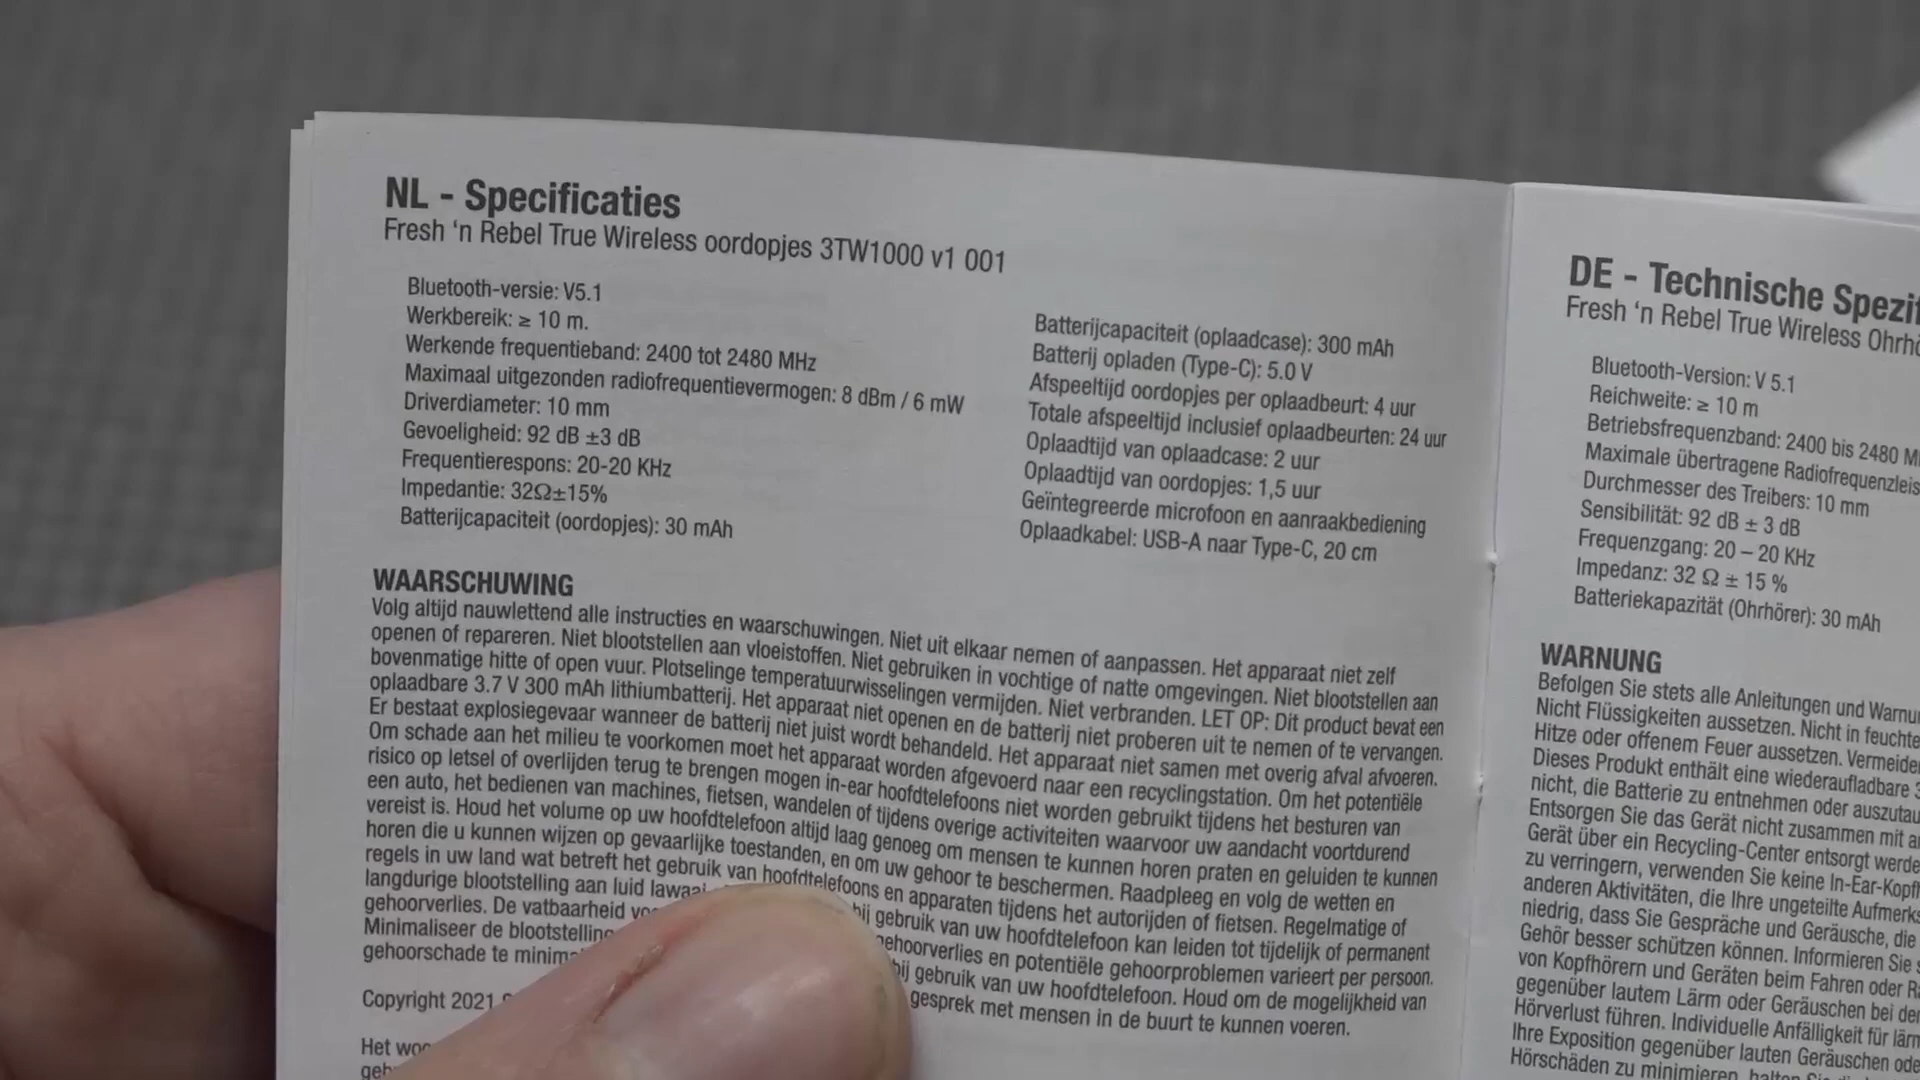 NL - Specificaties
Fresh ‘n Rebel True Wireless oordopjes 3TW1000 v1 001
Bluetooth-versie: V5.1
Werkbereik: ≥ 10 m.
Werkende frequentieband: 2400 tot 2480 MHz
Maximaal uitgezonden radiofrequentievermogen: 8 dBm / 6 mW
Driverdiameter: 10 mm
Gevoeligheid: 92 dB ±3 dB
Frequentierespons: 20-20 KHz
Impedantie: 32Ω±15%
Batterijcapaciteit (oordopjes): 30 mAh
Batterijcapaciteit (oplaadcase): 300 mAh
Batterij opladen (Type-C): 5.0 V
Afspeeltijd oordopjes per oplaadbeurt: 4 uur
Totale afspeeltijd inclusief oplaadbeurten: 24 uur
Oplaadtijd van oplaadcase: 2 uur
Oplaadtijd van oordopjes: 1,5 uur
Geïntegreerde microfoon en aanraakbediening
Oplaadkabel: USB-A naar Type-C, 20 cm
WAARSCHUWING
Volg altijd nauwlettend alle instructies en waarschuwingen. Niet uit elkaar nemen of aanpassen. Het apparaat niet zelf
openen of repareren. Niet blootstellen aan vloeistoffen. Niet gebruiken in vochtige of natte omgevingen. Niet blootstellen aan
bovenmatige hitte of open vuur. Plotselinge temperatuurwisselingen vermijden. Niet verbranden. LET OP: Dit product bevat een
oplaadbare 3.7 V 300 mAh lithiumbatterij. Het apparaat niet openen en de batterij niet proberen uit te nemen of te vervangen.
Er bestaat explosiegevaar wanneer de batterij niet juist wordt behandeld. Het apparaat niet samen met overig afval afvoeren.
Om schade aan het milieu te voorkomen moet het apparaat worden afgevoerd naar een recyclingstation. Om het potentiële
risico op letsel of overlijden terug te brengen mogen in-ear hoofdtelefoons niet worden gebruikt tijdens het besturen van
een auto, het bedienen van machines, fietsen, wandelen of tijdens overige activiteiten waarvoor uw aandacht voortdurend
vereist is. Houd het volume op uw hoofdtelefoon altijd laag genoeg om mensen te kunnen horen praten en geluiden te kunnen
horen die u kunnen wijzen op gevaarlijke toestanden, en om uw gehoor te beschermen. Raadpleeg en volg de wetten en
regels in uw land wat betreft het gebruik van hoofdtelefoons en apparaten tijdens het autorijden of fietsen. Regelmatige of
langdurige blootstelling aan luid lawaai bij gebruik van uw hoofdtelefoon kan leiden tot tijdelijk of permanent
gehoorverlies. De vatbaarheid gehoorverlies en potentiële gehoorproblemen varieert per persoon.
Minimaliseer de blootstelling bij gebruik van uw hoofdtelefoon. Houd om de mogelijkheid van
gehoorschade te gesprek met mensen in de buurt te kunnen voeren.
Copyright 2021
Het
DE - Technische
Fresh ‘n Rebel True Wireless
Bluetooth-Version: V 5.1
Reichweite: ≥ 10 m
Betriebsfrequenzband: 2400 bis 2480
Maximale übertragene
Durchmesser des Treibers: 10 mm
Sensibilität: 92 dB ± 3 dB
Frequenzgang: 20 – 20 KHz
Impedanz: 32 Ω ± 15 %
Batteriekapazität (Ohrhörer): 30 mAh
WARNUNG
Befolgen Sie stets alle Anleitungen und
Nicht Flüssigkeiten aussetzen. Nicht in
Hitze oder offenem Feuer aussetzen.
Dieses Produkt enthält eine wiederaufladbare
nicht, die Batterie zu entnehmen oder
Entsorgen Sie das Gerät nicht zusammen mit
Gerät über ein Recycling-Center entsorgt
zu verringern, verwenden Sie keine
anderen Aktivitäten, die Ihre ungeteilte
niedrig, dass Sie Gespräche und Geräusche, die
Gehör besser schützen können. Informieren Sie
von Kopfhörern und Geräten beim Fahren oder
gegenüber lautem Lärm oder Geräuschen bei
Hörverlust führen. Individuelle Anfälligkeit für
Ihre Exposition gegenüber lauten Geräuschen
Hörschäden zu minimieren,